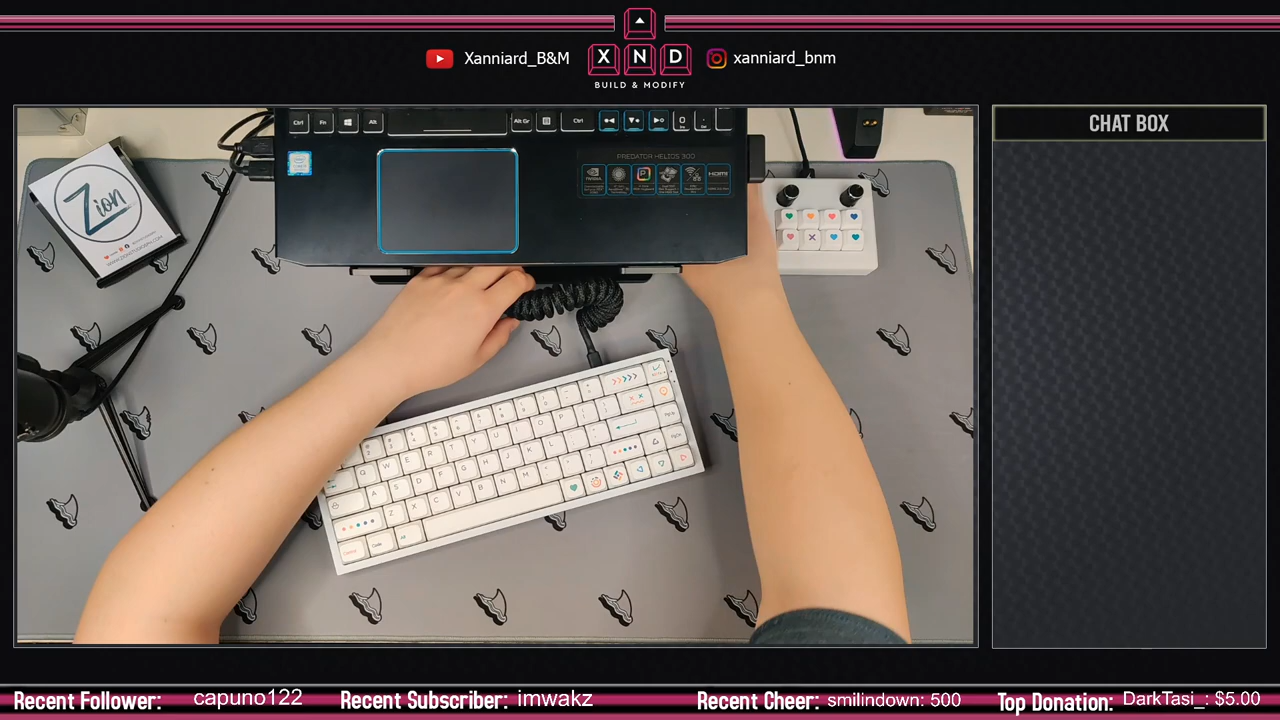 Xanniard_B&M
X N D
BUILD & MODIFY
xanniard_bnm
CHAT BOX
Ctrl Fn Alt Alt Gr Ctrl
PREDATOR HELIOS 300
HDMI
Zion
Q W E R T Y U I O P
A S D F G H J K L
Z X C V B N M
Recent Follower: capuno122
Recent Subscriber: imwakz
Recent Cheer: smilindown: 500
Top Donation: DarkTasi_: $5.00